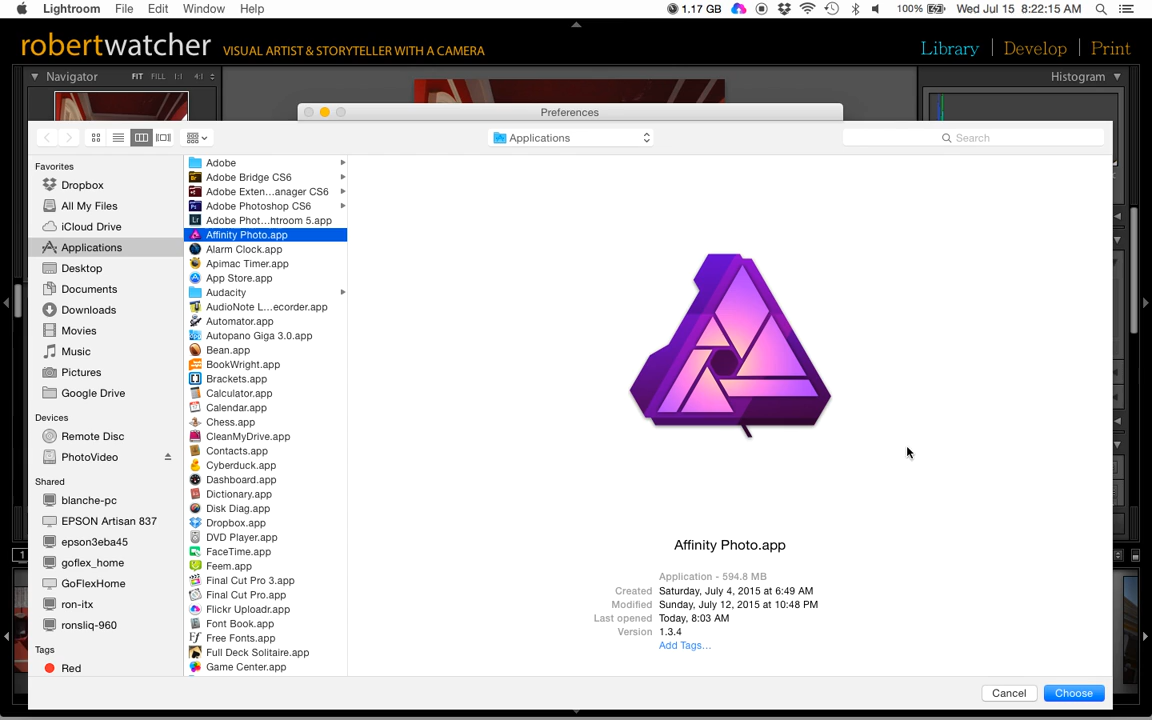 Lightroom File Edit Window Help 1.17 GB 100% Wed Jul 15 8:22:15 AM
robertwatcher VISUAL ARTIST & STORYTELLER WITH A CAMERA Library Develop Print
Navigator FIT FILL 1:1 4:1 Histogram
Preferences
Applications Search
Favorites
Dropbox
All My Files
iCloud Drive
Applications
Desktop
Documents
Downloads
Movies
Music
Pictures
Google Drive
Devices
Remote Disc
PhotoVideo
Shared
blanche-pc
EPSON Artisan 837
epson3eba45
goflex_home
GoFlexHome
ron-itx
ronsliq-960
Tags
Red
Adobe
Adobe Bridge CS6
Adobe Exten...anager CS6
Adobe Photoshop CS6
Adobe Phot...htroom 5.app
Affinity Photo.app
Alarm Clock.app
Apimac Timer.app
App Store.app
Audacity
AudioNote L...ecorder.app
Automator.app
Autopano Giga 3.0.app
Bean.app
BookWright.app
Brackets.app
Calculator.app
Calendar.app
Chess.app
CleanMyDrive.app
Contacts.app
Cyberduck.app
Dashboard.app
Dictionary.app
Disk Diag.app
Dropbox.app
DVD Player.app
FaceTime.app
Feem.app
Final Cut Pro 3.app
Final Cut Pro.app
Flickr Uploadr.app
Font Book.app
Free Fonts.app
Full Deck Solitaire.app
Game Center.app
Affinity Photo.app
Application - 594.8 MB
Created Saturday, July 4, 2015 at 6:49 AM
Modified Sunday, July 12, 2015 at 10:48 PM
Last opened Today, 8:03 AM
Version 1.3.4
Add Tags...
Cancel Choose